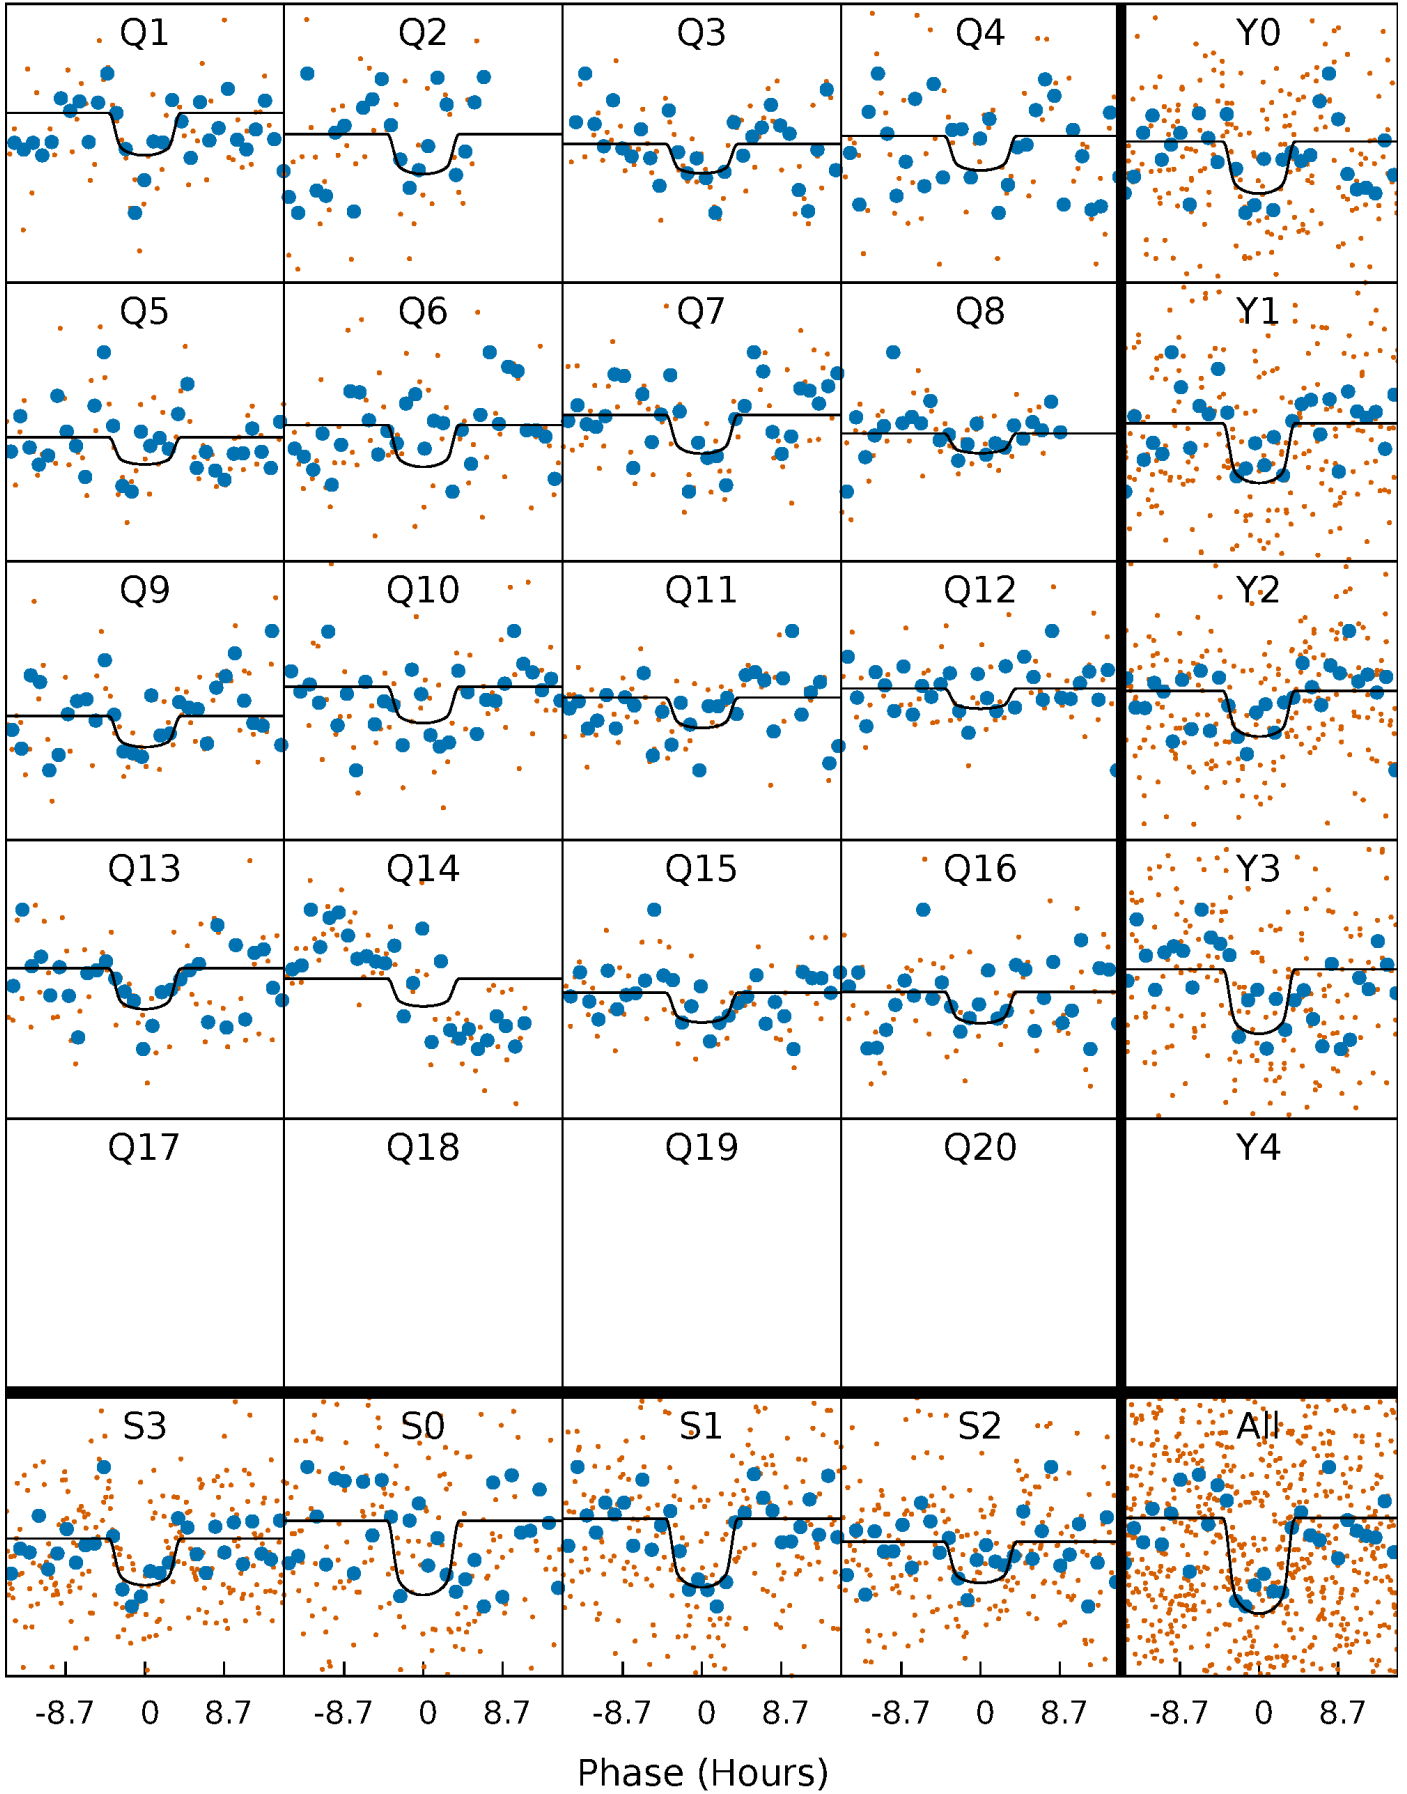 Q1 Q2 Q3 Q4 Y0
Q5 Q6 Q7 Q8 Y1
Q9 Q10 Q11 Q12 Y2
Q13 Q14 Q15 Q16 Y3
Q17 Q18 Q19 Q20 Y4
S3 S0 S1 S2 All
-8.7 0 8.7 -8.7 0 8.7 -8.7 0 8.7 -8.7 0 8.7 -8.7 0 8.7
Phase (Hours)